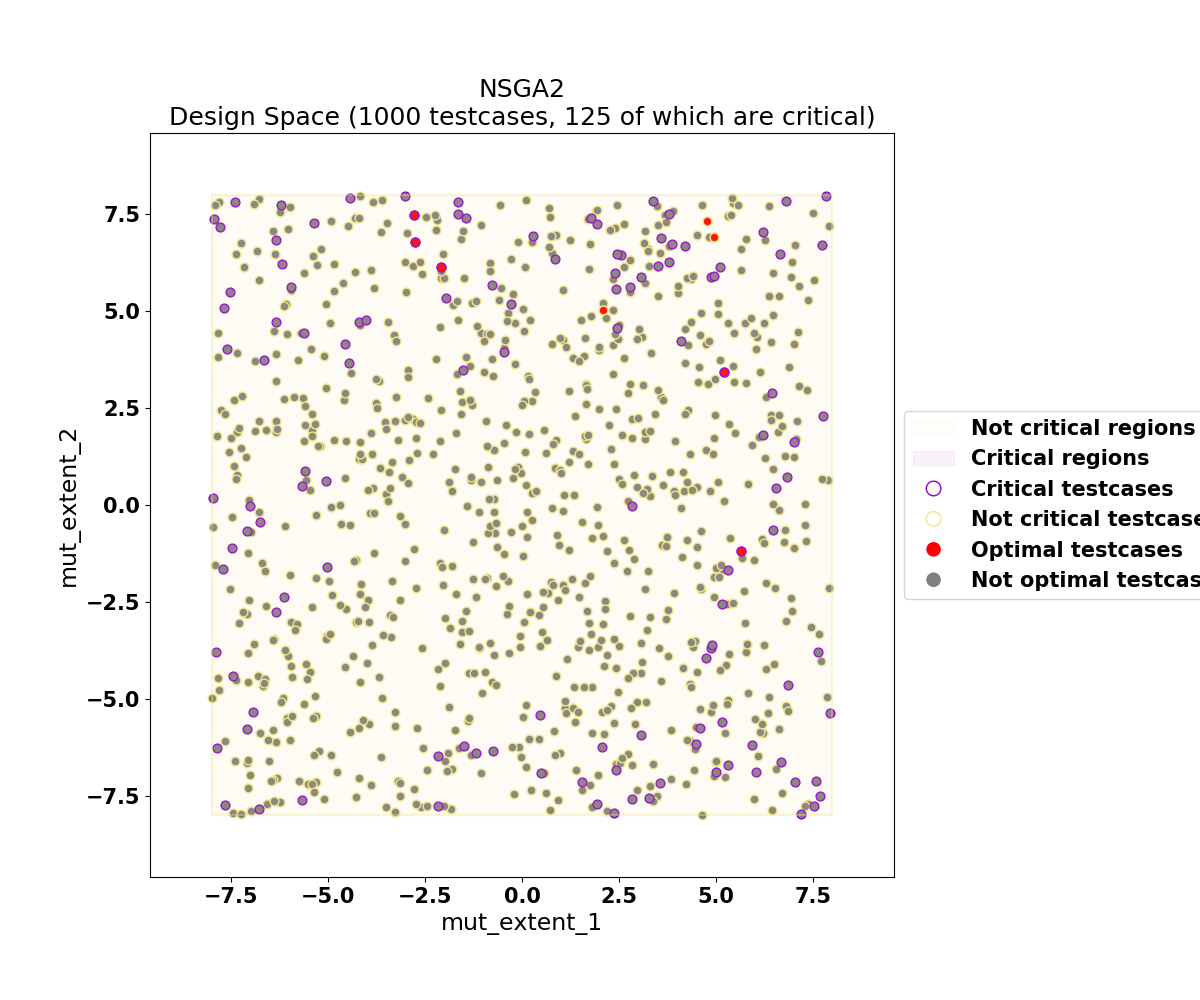 NSGA2
Design Space (1000 testcases, 125 of which are critical)
7.5
5.0
2.5
0.0
−2.5
−5.0
−7.5
mut_extent_2
−7.5 −5.0 −2.5 0.0 2.5 5.0 7.5
mut_extent_1
Not critical regions
Critical regions
Critical testcases
Not critical testcase
Optimal testcases
Not optimal testcas